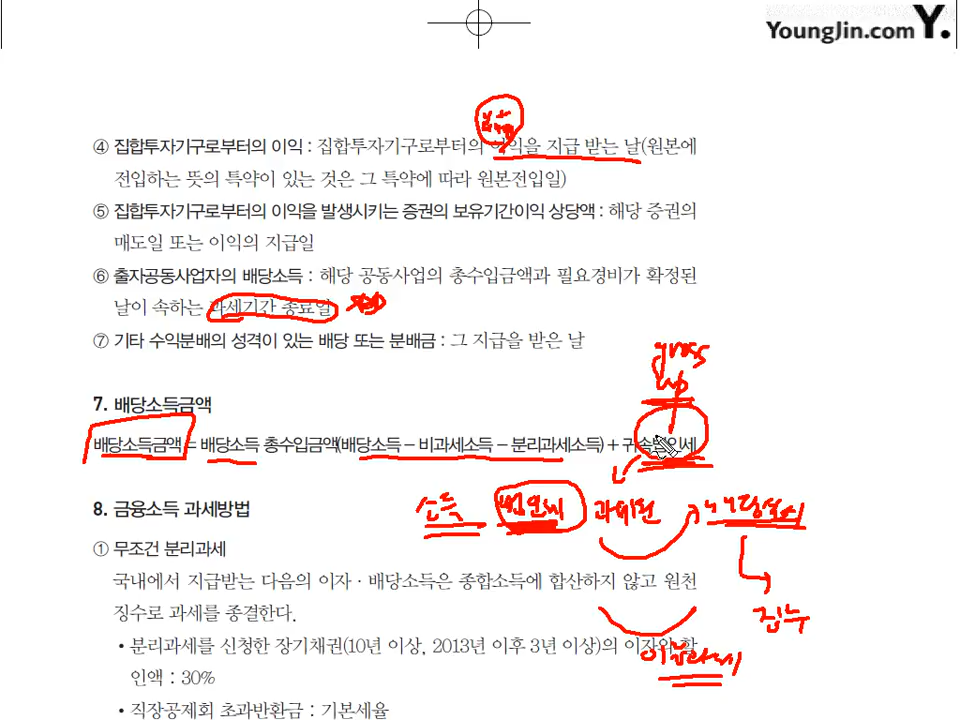 YoungJin.com Y.
④ 집합투자기구로부터의 이익 : 집합투자기구로부터의 이익을 지급 받는 날(원본에
전입하는 뜻의 특약이 있는 것은 그 특약에 따라 원본전입일)
⑤ 집합투자기구로부터의 이익을 발생시키는 증권의 보유기간이익 상당액 : 해당 증권의
매도일 또는 이익의 지급일
⑥ 출자공동사업자의 배당소득 : 해당 공동사업의 총수입금액과 필요경비가 확정된
날이 속하는 과세기간 종료일
⑦ 기타 수익분배의 성격이 있는 배당 또는 분배금 : 그 지급을 받은 날
gross
up
7. 배당소득금액
배당소득금액 = 배당소득 총수입금액(배당소득 - 비과세소득 - 분리과세소득) + 귀속법인세
소득 법인세 과세된
8. 금융소득 과세방법
① 무조건 분리과세
국내에서 지급받는 다음의 이자 · 배당소득은 종합소득에 합산하지 않고 원천
징수로 과세를 종결한다.
• 분리과세를 신청한 장기채권(10년 이상, 2013년 이후 3년 이상)의 이자와 할
이중과세
인액 : 30%
• 직장공제회 초과반환금 : 기본세율